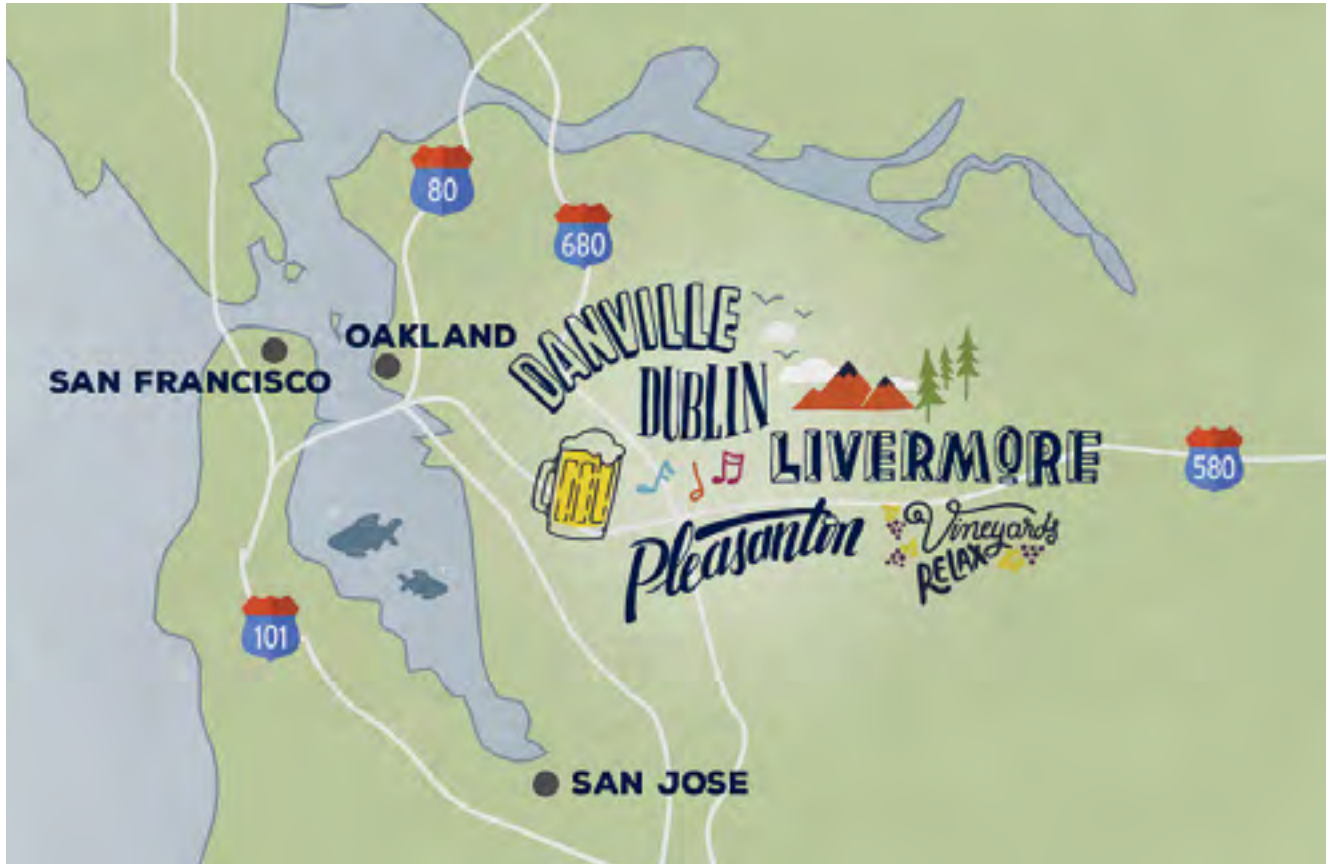 80
680
DANVILLE
OAKLAND
SAN FRANCISCO
DUBLIN
LIVERMORE
580
Pleasanton
Vineyards
RELAX
101
SAN JOSE